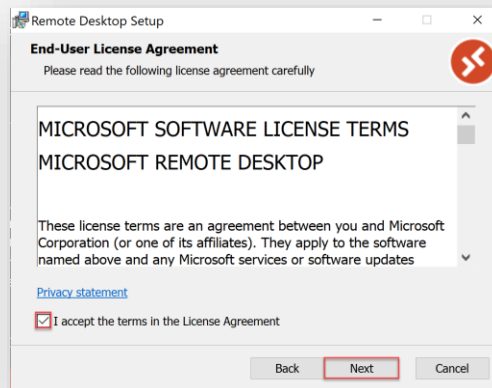 Remote Desktop Setup
End-User License Agreement
Please read the following license agreement carefully
MICROSOFT SOFTWARE LICENSE TERMS
MICROSOFT REMOTE DESKTOP
These license terms are an agreement between you and Microsoft
Corporation (or one of its affiliates). They apply to the software
named above and any Microsoft services or software updates
Privacy statement
I accept the terms in the License Agreement
Back Next Cancel